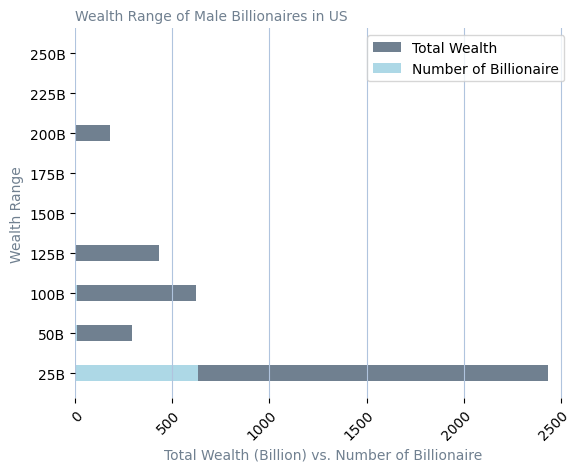 Wealth Range of Male Billionaires in US
Total Wealth
Number of Billionaire
Wealth Range
250B
225B
200B
175B
150B
125B
100B
50B
25B
0
500
1000
1500
2000
2500
Total Wealth (Billion) vs. Number of Billionaire